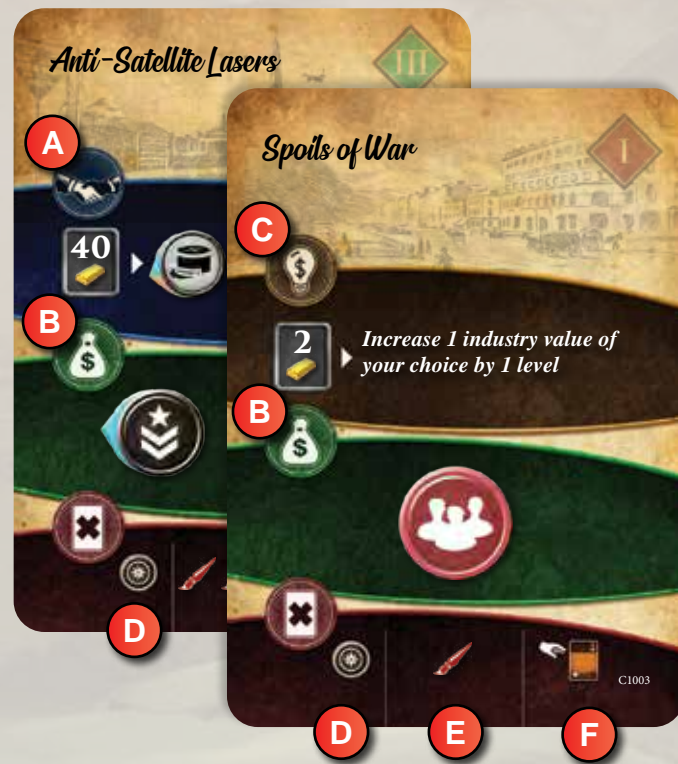 Anti-Satellite Lasers
III
A
40
B
$
D
Spoils of War
I
C
$
2
Increase 1 industry value of
your choice by 1 level
B
$
C1003
D
E
F